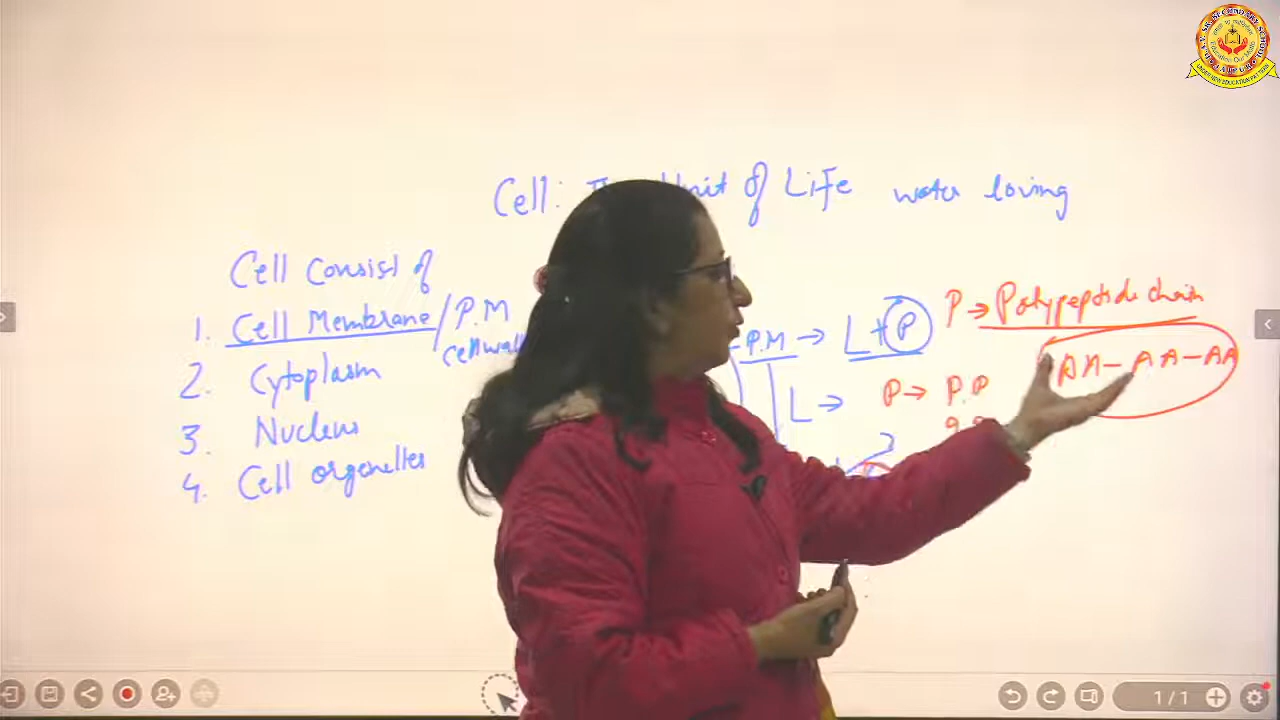 Cell: Unit of Life water loving
Cell Consist of
1. Cell Membrane/P.M
Cellwall
2. Cytoplasm
3. Nucleus
4. Cell organelles
P.M → L + P
L →
P → Polypeptide chain
AA-AA-AA
P → P.P
1/1